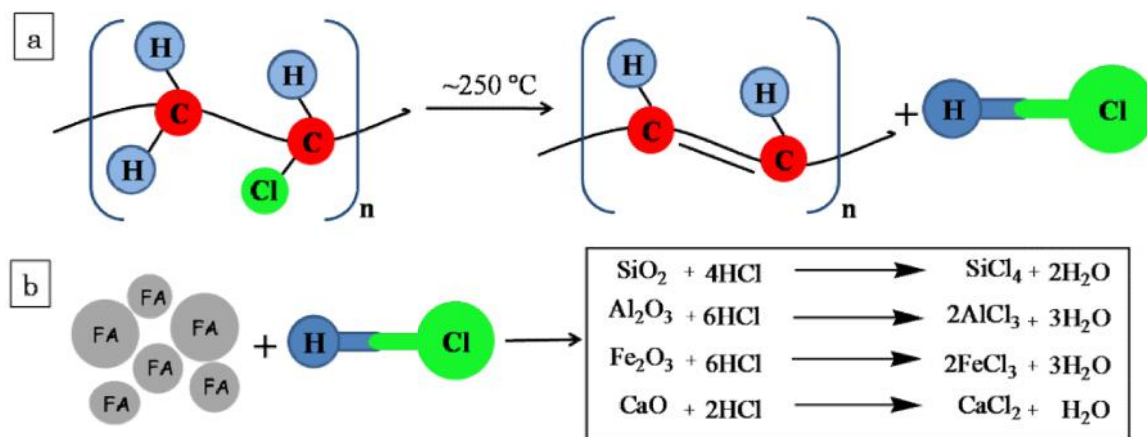 a
H H H H
~250 ºC
C C C C + H Cl
H Cl
n n
b
FA FA FA FA FA FA + H Cl
SiO₂ + 4HCl SiCl₄ + 2H₂O
Al₂O₃ + 6HCl 2AlCl₃ + 3H₂O
Fe₂O₃ + 6HCl 2FeCl₃ + 3H₂O
CaO + 2HCl CaCl₂ + H₂O